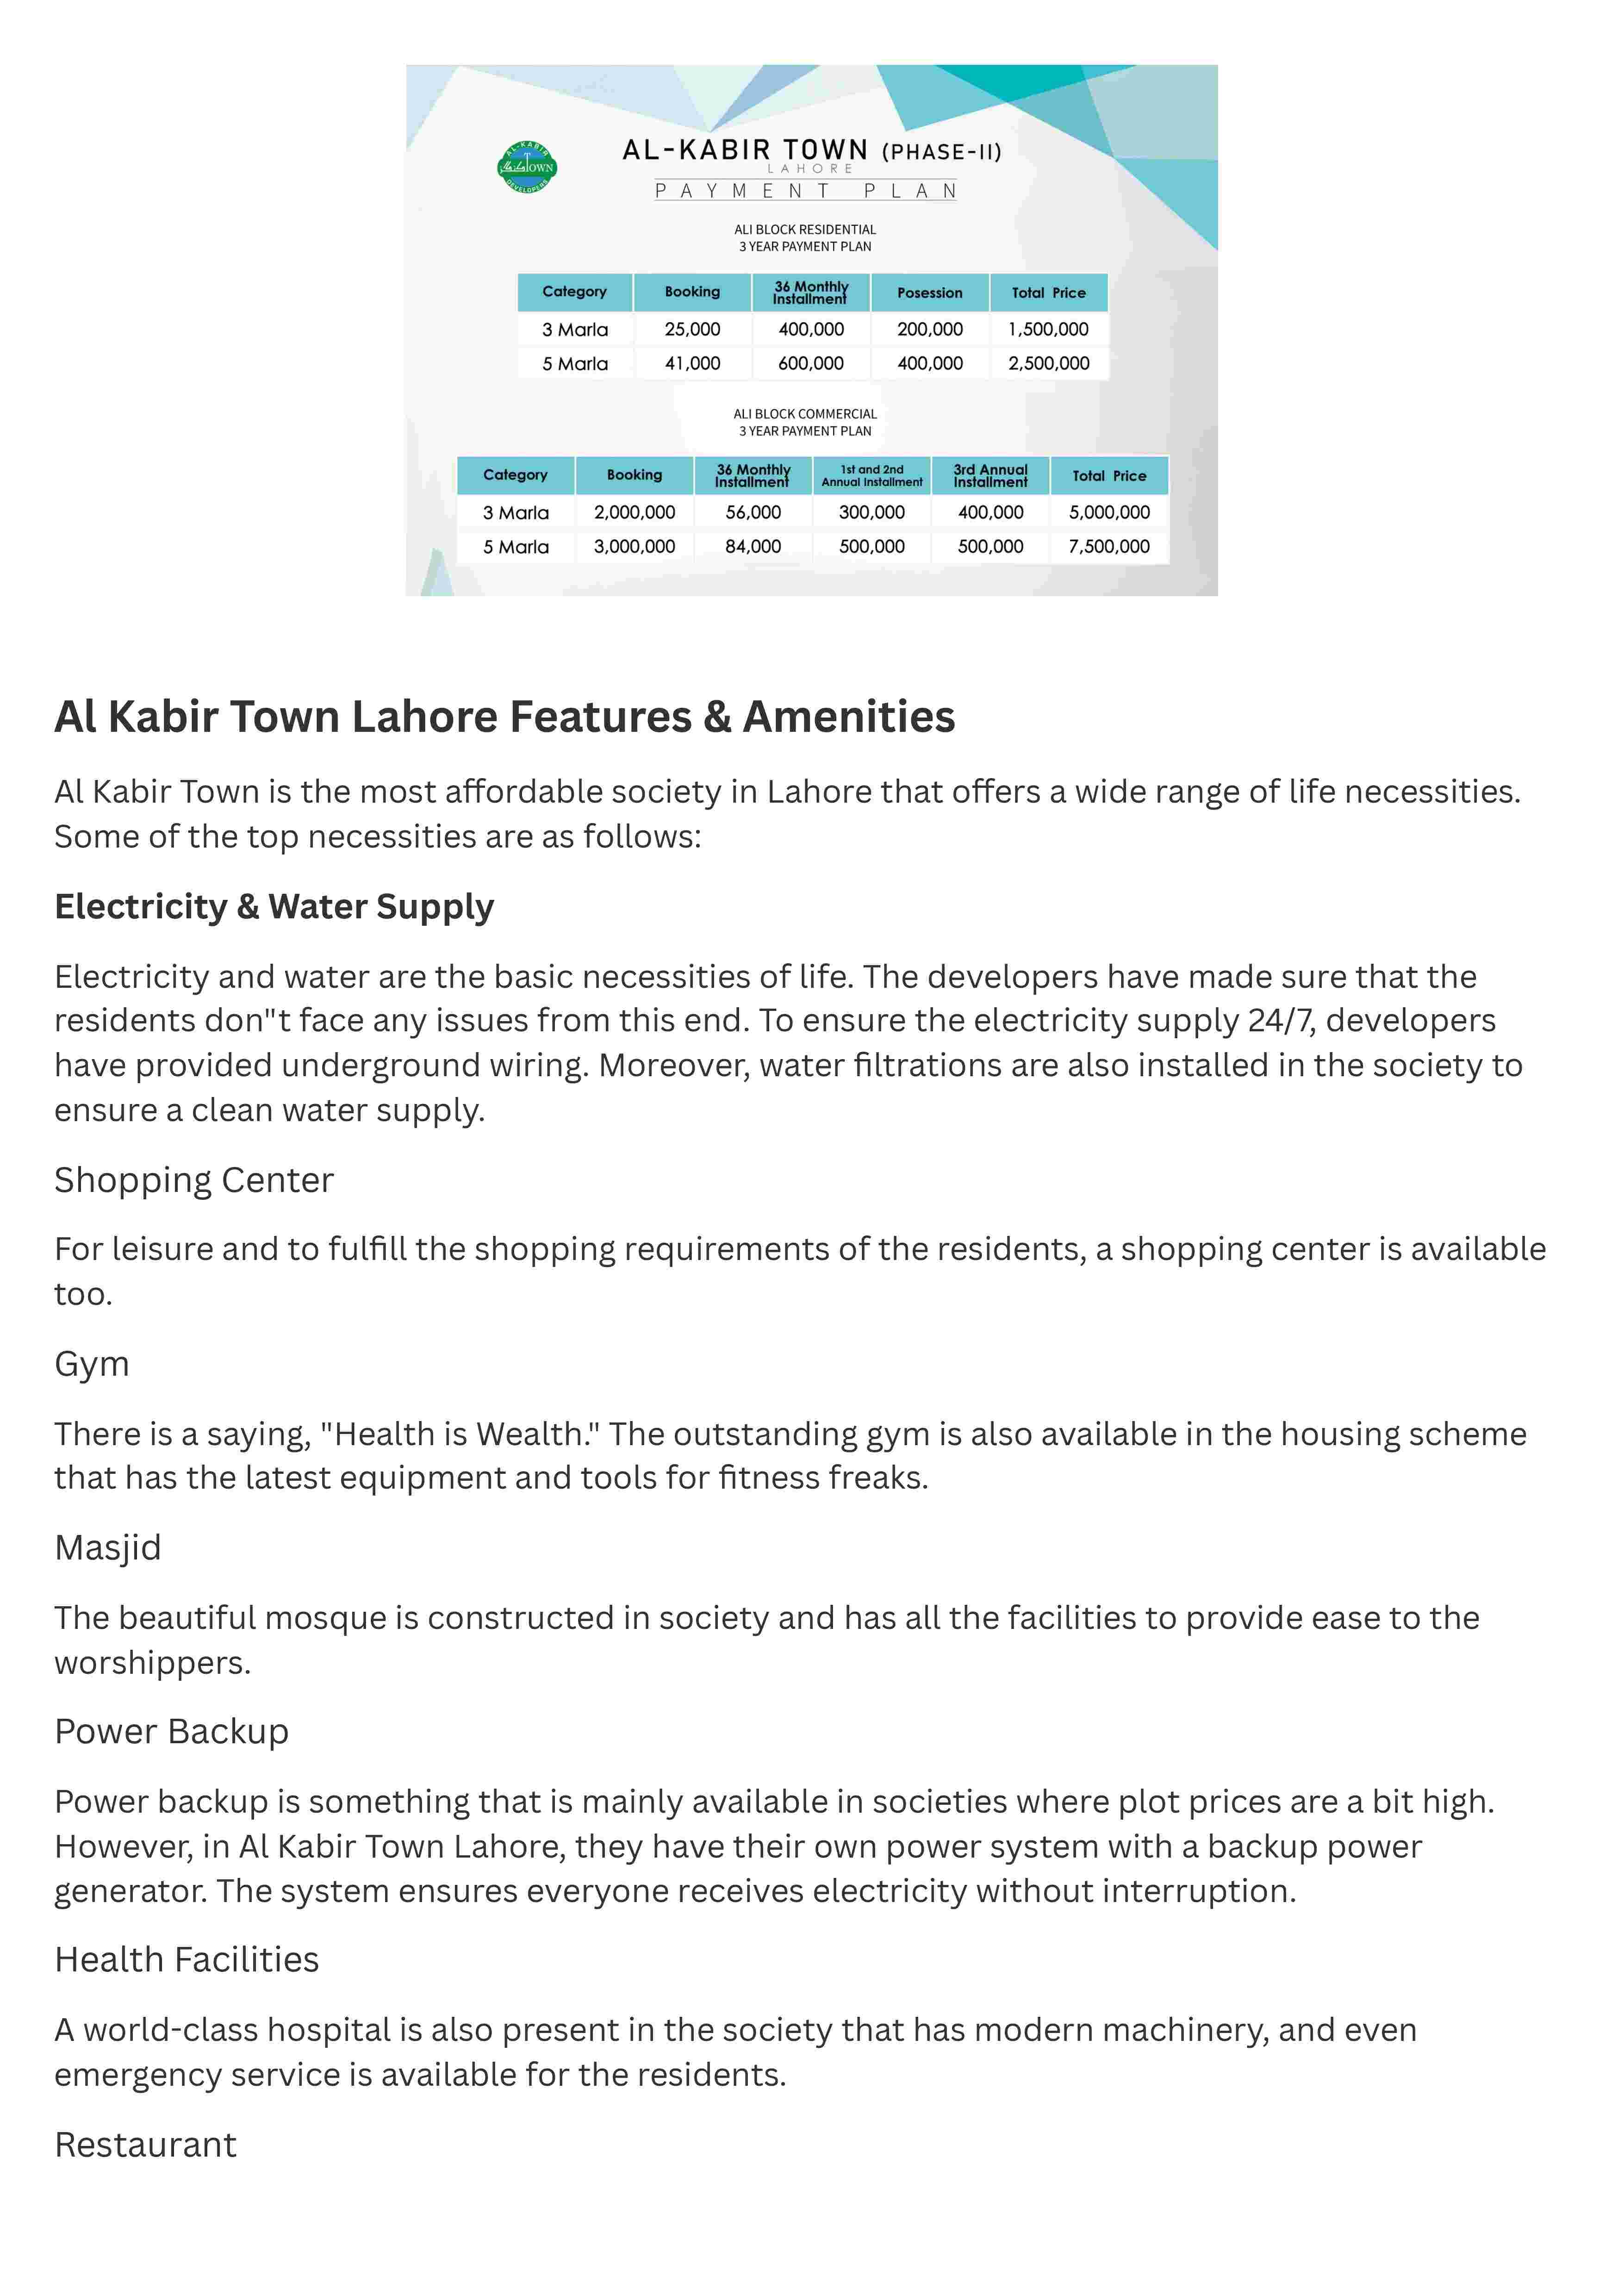 AL-KABIR
TOWN
DEVELOPERS
AL-KABIR TOWN (PHASE-II)
LAHORE
PAYMENT PLAN
ALI BLOCK RESIDENTIAL
3 YEAR PAYMENT PLAN
Category Booking 36 Monthly Installment Posession Total Price
3 Marla 25,000 400,000 200,000 1,500,000
5 Marla 41,000 600,000 400,000 2,500,000
ALI BLOCK COMMERCIAL
3 YEAR PAYMENT PLAN
Category Booking 36 Monthly Installment 1st and 2nd Annual Installment 3rd Annual Installment Total Price
3 Marla 2,000,000 56,000 300,000 400,000 5,000,000
5 Marla 3,000,000 84,000 500,000 500,000 7,500,000
Al Kabir Town Lahore Features & Amenities
Al Kabir Town is the most affordable society in Lahore that offers a wide range of life necessities.
Some of the top necessities are as follows:
Electricity & Water Supply
Electricity and water are the basic necessities of life. The developers have made sure that the
residents don"t face any issues from this end. To ensure the electricity supply 24/7, developers
have provided underground wiring. Moreover, water filtrations are also installed in the society to
ensure a clean water supply.
Shopping Center
For leisure and to fulfill the shopping requirements of the residents, a shopping center is available
too.
Gym
There is a saying, "Health is Wealth." The outstanding gym is also available in the housing scheme
that has the latest equipment and tools for fitness freaks.
Masjid
The beautiful mosque is constructed in society and has all the facilities to provide ease to the
worshippers.
Power Backup
Power backup is something that is mainly available in societies where plot prices are a bit high.
However, in Al Kabir Town Lahore, they have their own power system with a backup power
generator. The system ensures everyone receives electricity without interruption.
Health Facilities
A world-class hospital is also present in the society that has modern machinery, and even
emergency service is available for the residents.
Restaurant